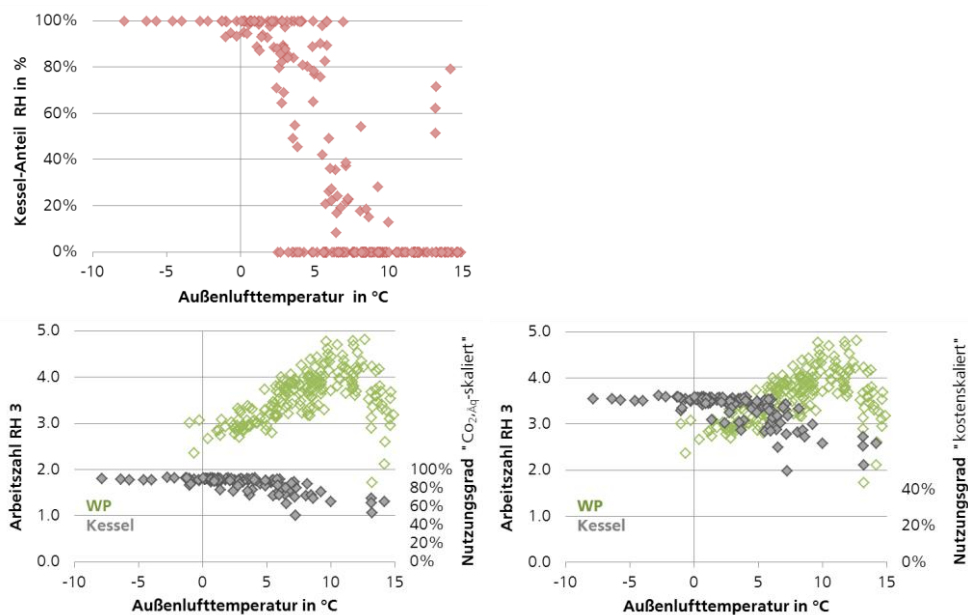 100%
80%
60%
40%
20%
0%
Kessel-Anteil RH in %
-10 -5 0 5 10 15
Außenlufttemperatur in °C
5.0
4.0
3.0
2.0
1.0
0.0
Arbeitszahl RH 3
WP
Kessel
100%
80%
60%
40%
20%
0%
Nutzungsgrad "Co₂,Äq-skaliert"
-10 -5 0 5 10 15
Außenlufttemperatur in °C
5.0
4.0
3.0
2.0
1.0
0.0
Arbeitszahl RH 3
WP
Kessel
40%
20%
0%
Nutzungsgrad "kostenskaliert"
-10 -5 0 5 10 15
Außenlufttemperatur in °C